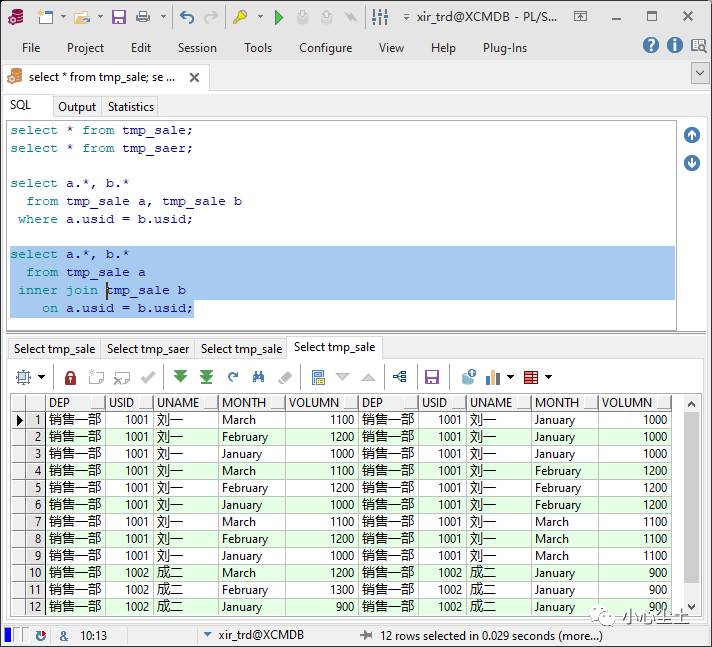 xir_trd@XCMDB - PL/S...
File Project Edit Session Tools Configure View Help Plug-Ins
select * from tmp_sale; se ...
SQL Output Statistics
select * from tmp_sale;
select * from tmp_saer;
select a.*, b.*
from tmp_sale a, tmp_sale b
where a.usid = b.usid;
select a.*, b.*
from tmp_sale a
inner join tmp_sale b
on a.usid = b.usid;
Select tmp_sale Select tmp_saer Select tmp_sale Select tmp_sale
DEP USID UNAME MONTH VOLUMN DEP USID UNAME MONTH VOLUMN
1 销售一部 1001 刘一 March 1100 销售一部 1001 刘一 January 1000
2 销售一部 1001 刘一 February 1200 销售一部 1001 刘一 January 1000
3 销售一部 1001 刘一 January 1000 销售一部 1001 刘一 January 1000
4 销售一部 1001 刘一 March 1100 销售一部 1001 刘一 February 1200
5 销售一部 1001 刘一 February 1200 销售一部 1001 刘一 February 1200
6 销售一部 1001 刘一 January 1000 销售一部 1001 刘一 February 1200
7 销售一部 1001 刘一 March 1100 销售一部 1001 刘一 March 1100
8 销售一部 1001 刘一 February 1200 销售一部 1001 刘一 March 1100
9 销售一部 1001 刘一 January 1000 销售一部 1001 刘一 March 1100
10 销售一部 1002 成二 March 1200 销售一部 1002 成二 January 900
11 销售一部 1002 成二 February 1300 销售一部 1002 成二 January 900
12 销售一部 1002 成二 January 900 销售一部 1002 成二 January 900
小心尘土
& 10:13 xir_trd@XCMDB 12 rows selected in 0.029 seconds (more...)